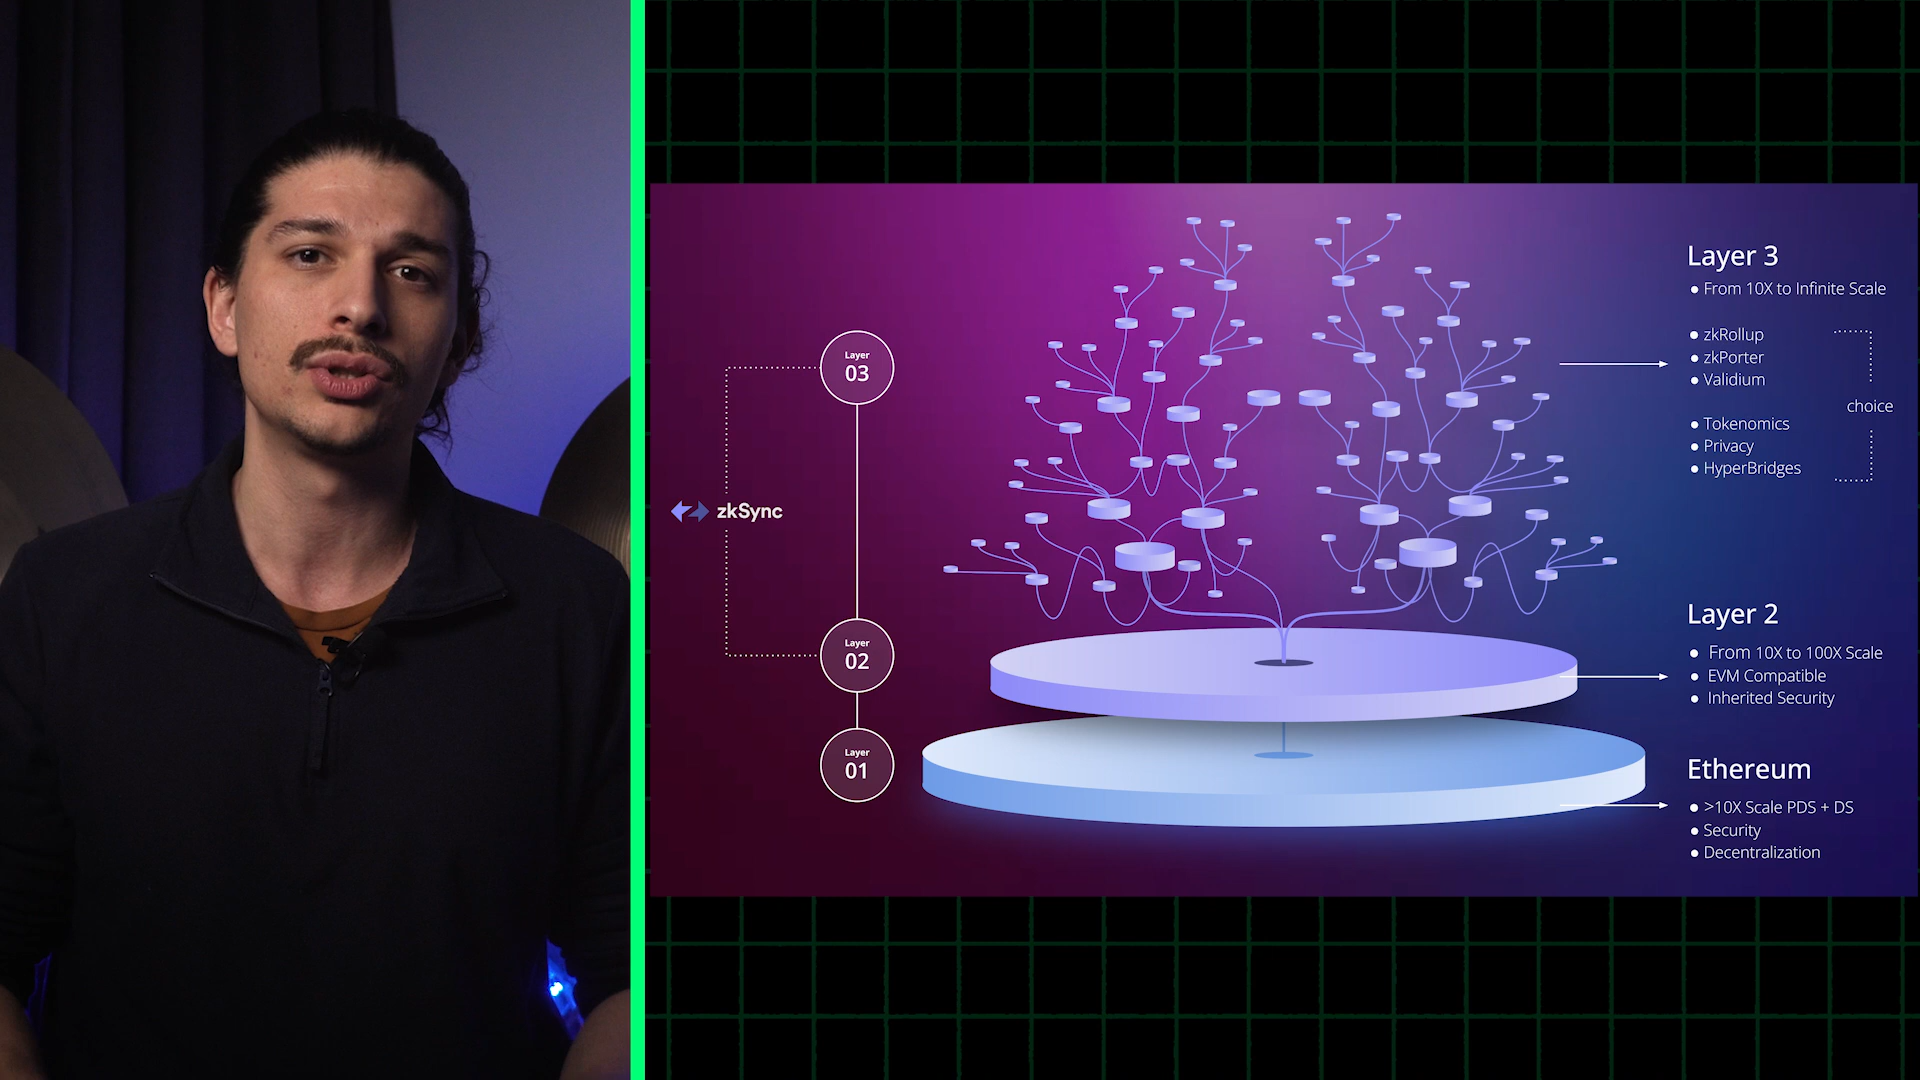 zkSync
Layer
03
Layer
02
Layer
01
Layer 3
From 10X to Infinite Scale
zkRollup
zkPorter
Validium
choice
Tokenomics
Privacy
HyperBridges
Layer 2
From 10X to 100X Scale
EVM Compatible
Inherited Security
Ethereum
>10X Scale PDS + DS
Security
Decentralization